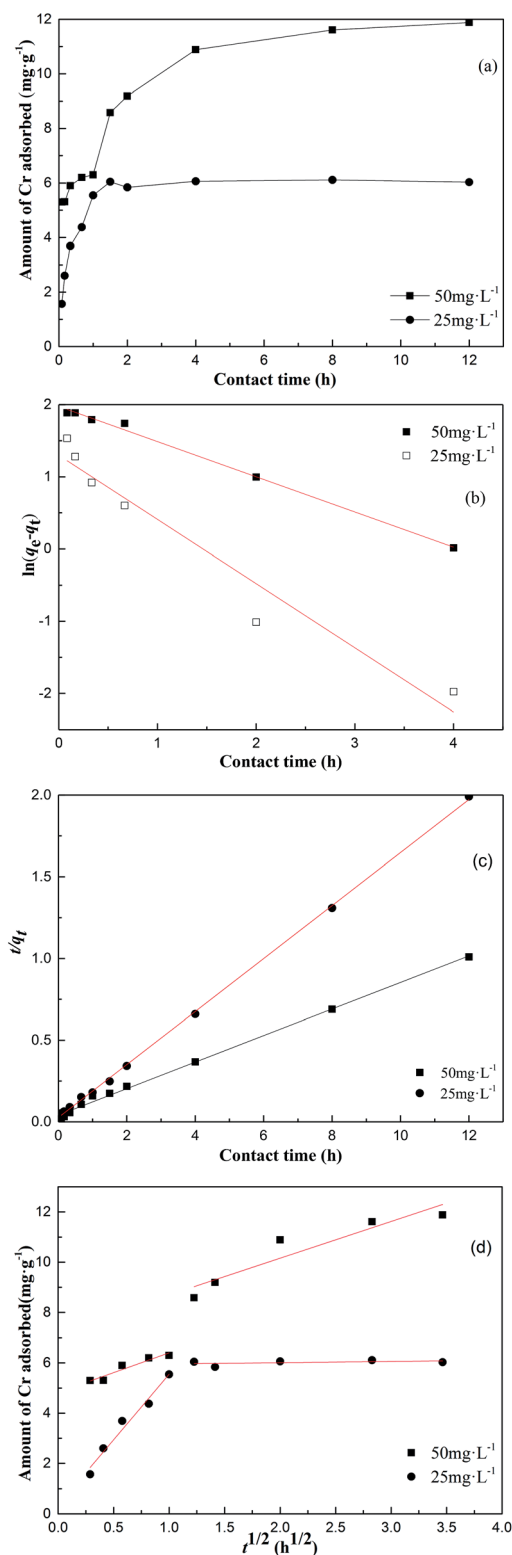 12
10
8
6
4
2
0
Amount of Cr adsorbed (mg·g-1)
(a)
50mg·L-1
25mg·L-1
0 2 4 6 8 10 12
Contact time (h)
2
1
0
-1
-2
ln(qe-qt)
50mg·L-1
25mg·L-1
(b)
0 1 2 3 4
Contact time (h)
2.0
1.5
1.0
0.5
0.0
t/qt
(c)
50mg·L-1
25mg·L-1
0 2 4 6 8 10 12
Contact time (h)
12
10
8
6
4
2
0
Amount of Cr adsorbed(mg·g-1)
(d)
50mg·L-1
25mg·L-1
0.0 0.5 1.0 1.5 2.0 2.5 3.0 3.5 4.0
t1/2 (h1/2)